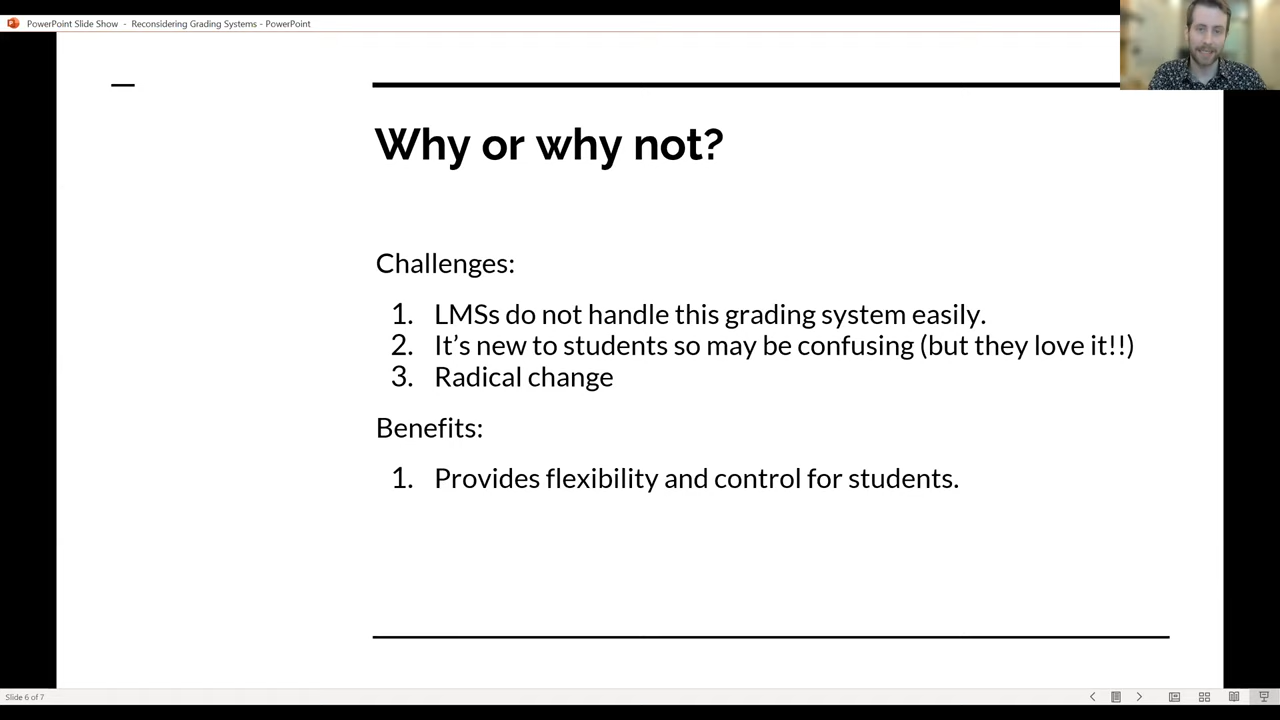 PowerPoint Slide Show - Reconsidering Grading Systems - PowerPoint
Why or why not?
Challenges:
1. LMSs do not handle this grading system easily.
2. It’s new to students so may be confusing (but they love it!!)
3. Radical change
Benefits:
1. Provides flexibility and control for students.
Slide 6 of 7